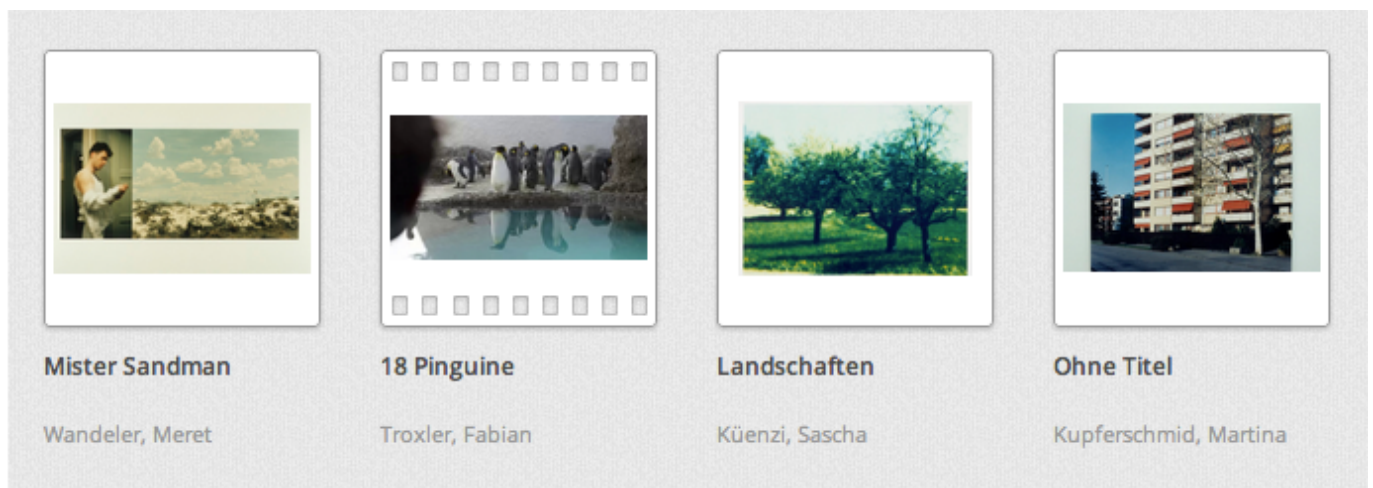 Mister Sandman
Wandeler, Meret
18 Pinguine
Troxler, Fabian
Landschaften
Küenzi, Sascha
Ohne Titel
Kupferschmid, Martina